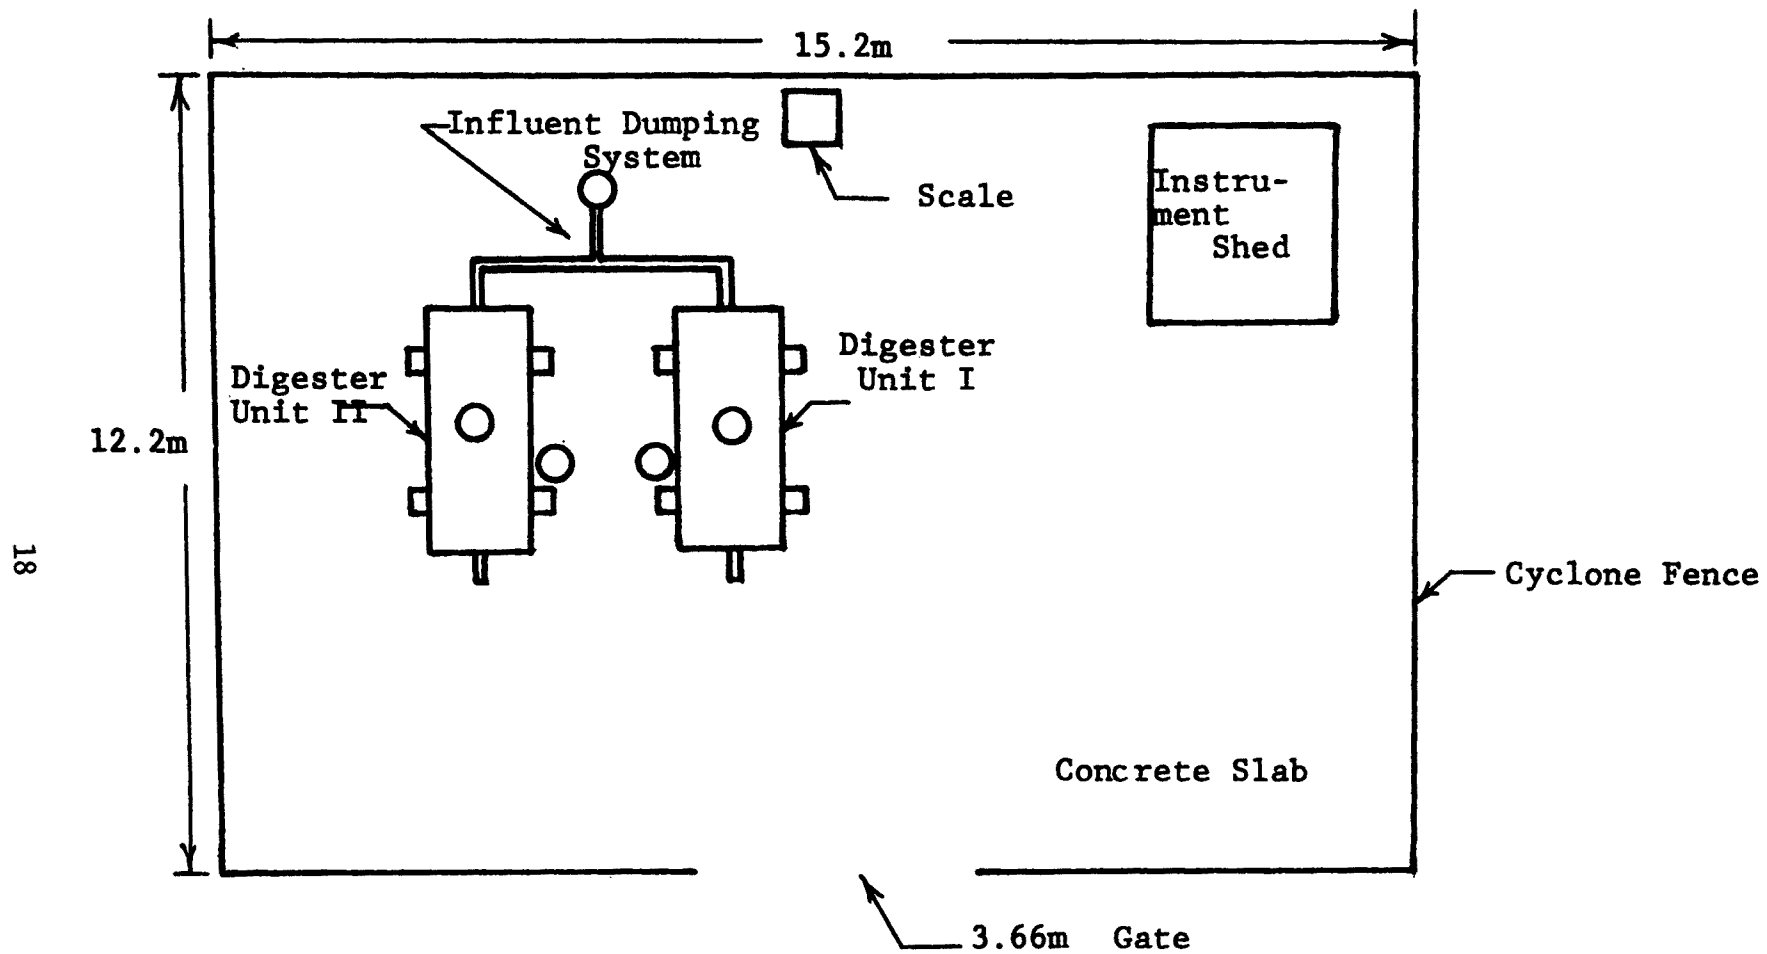 15.2m
Influent Dumping
System
Scale
Instru-
ment
Shed
Digester
Unit I
Digester
Unit II
12.2m
18
Cyclone Fence
Concrete Slab
3.66m Gate